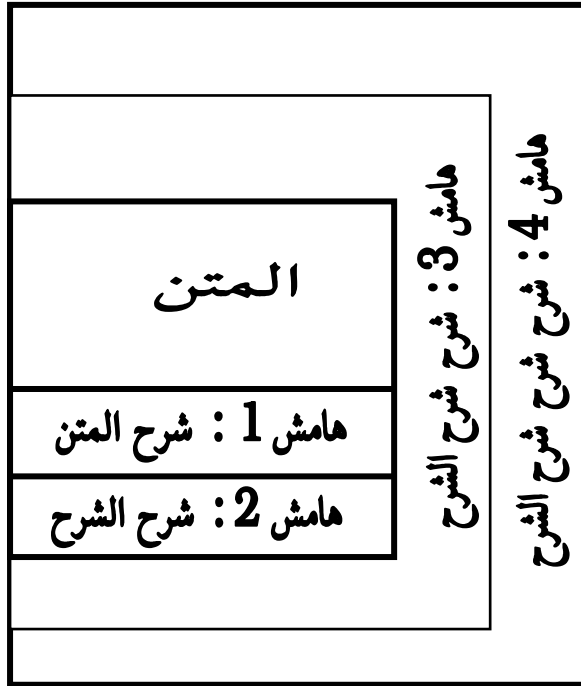 المتن
هامش 1 : شرح المتن
هامش 2 : شرح الشرح
هامش 3 : شرح شرح الشرح
هامش 4 : شرح شرح شرح الشرح